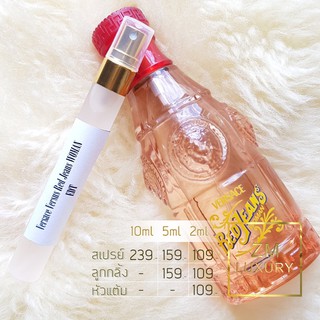 Versace Versus Red Jeans WOMEN
EDT
VERSACE
RED JEANS
LUXURY
10ml 5ml 2ml
สเปรย์ 239 159 109
ลูกกลิ้ง - 159 109
หัวแต้ม - - 109